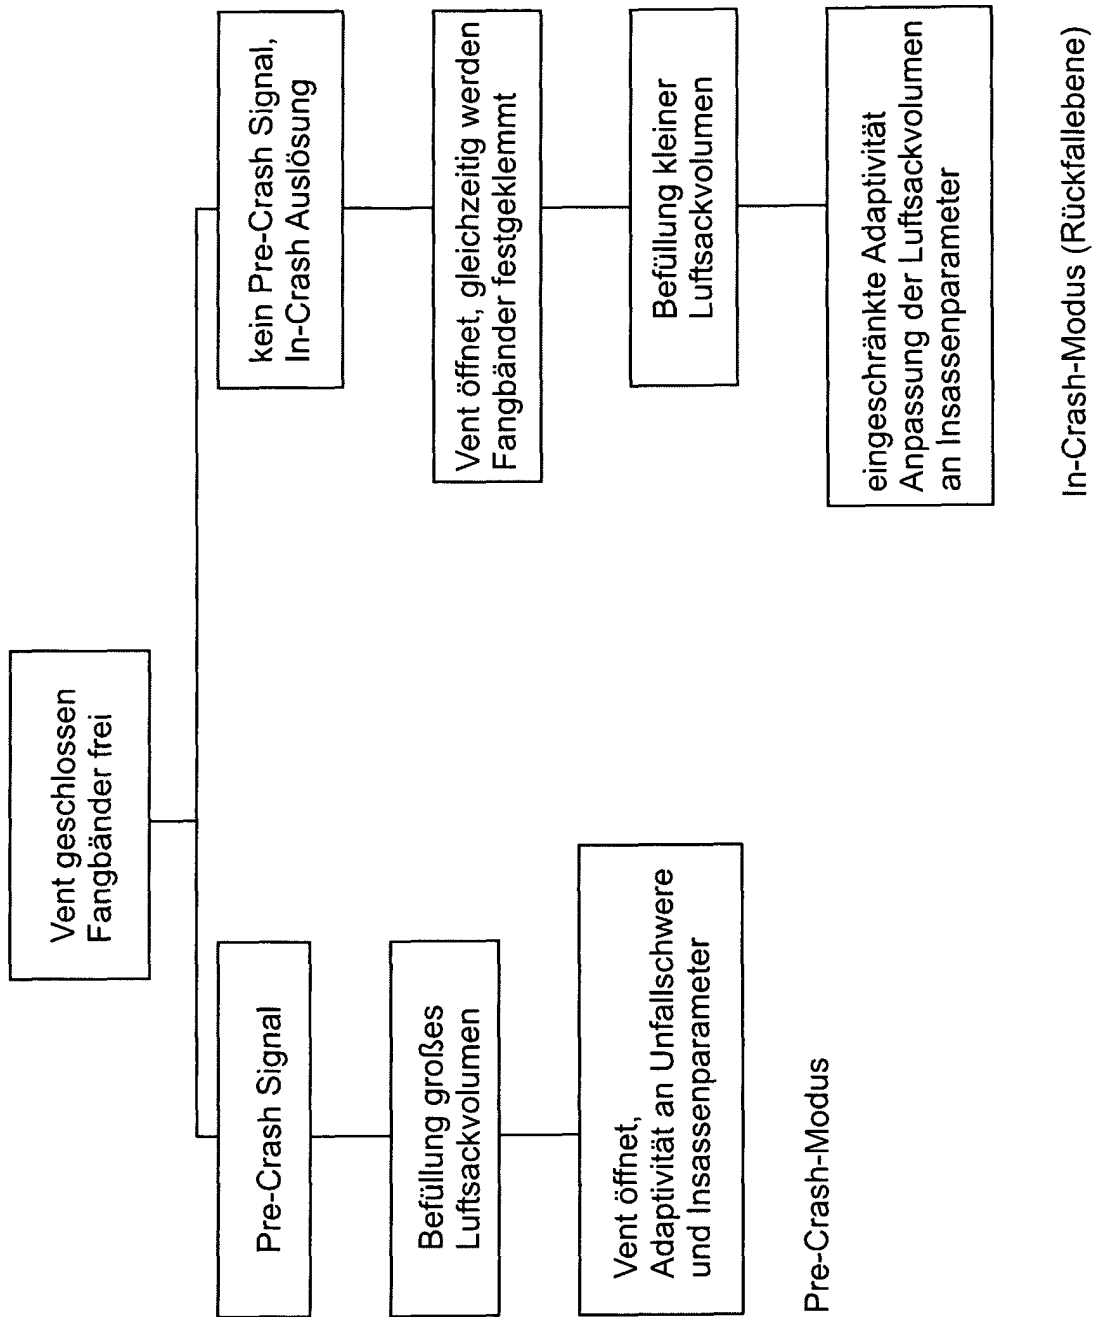 Vent geschlossen
Fangbänder frei
Pre-Crash Signal
Befüllung großes
Luftsackvolumen
Vent öffnet,
Adaptivität an Unfallschwere
und Insassenparameter
Pre-Crash-Modus
kein Pre-Crash Signal,
In-Crash Auslösung
Vent öffnet, gleichzeitig werden
Fangbänder festgeklemmt
Befüllung kleiner
Luftsackvolumen
eingeschränkte Adaptivität
Anpassung der Luftsackvolumen
an Insassenparameter
In-Crash-Modus (Rückfallebene)